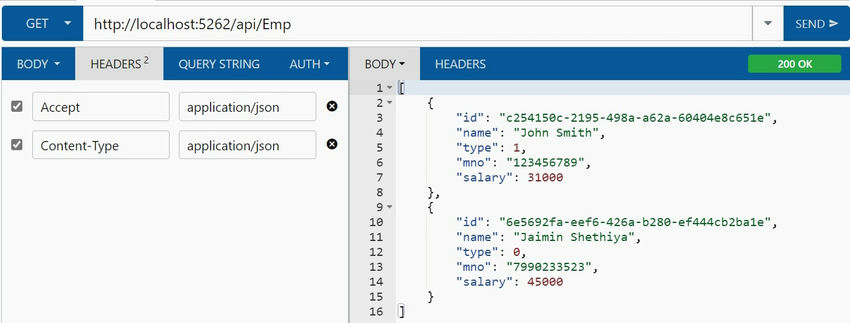 GET http://localhost:5262/api/Emp SEND
BODY HEADERS 2 QUERY STRING AUTH
Accept application/json
Content-Type application/json
BODY HEADERS 200 OK
1 [
2 {
3 "id": "c254150c-2195-498a-a62a-60404e8c651e",
4 "name": "John Smith",
5 "type": 1,
6 "mno": "123456789",
7 "salary": 31000
8 },
9 {
10 "id": "6e5692fa-eef6-426a-b280-ef444cb2ba1e",
11 "name": "Jaimin Shethiya",
12 "type": 0,
13 "mno": "7990233523",
14 "salary": 45000
15 }
16 ]